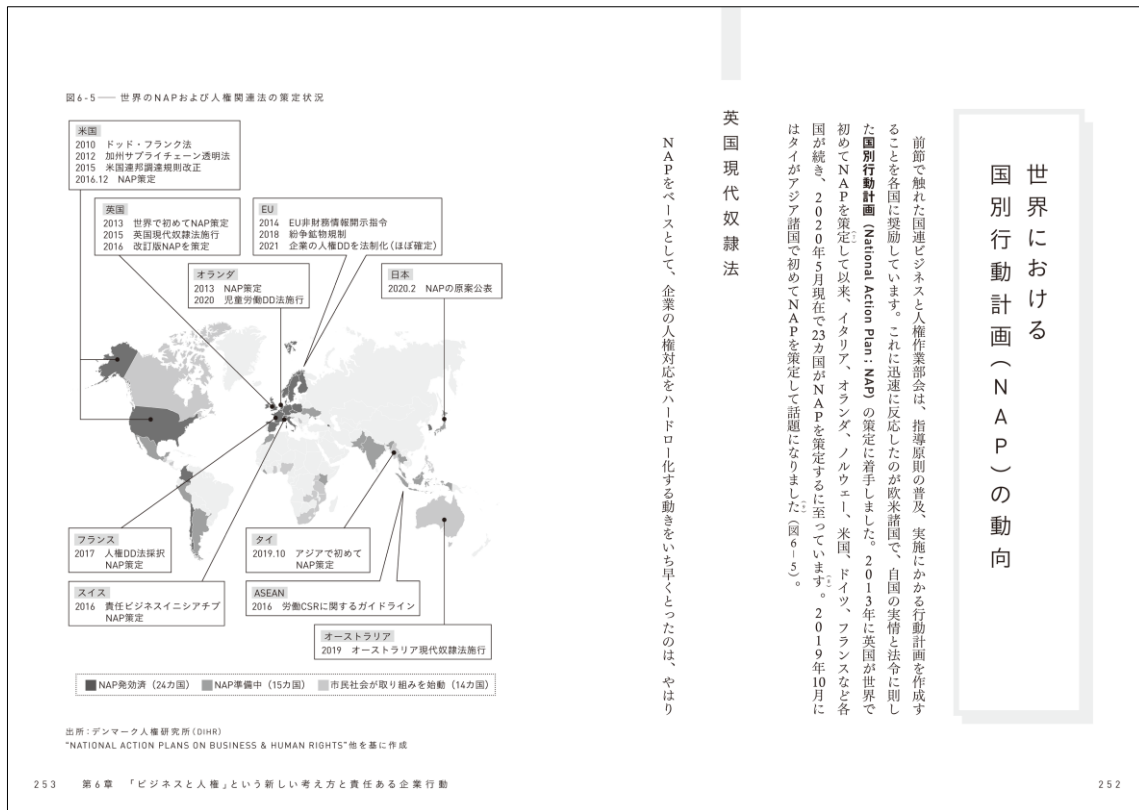 世界における
国別行動計画(NAP)の動向
前節で触れた国連ビジネスと人権作業部会は、指導原則の普及、実施にかかる行動計画を作成す
ることを各国に奨励しています。これに迅速に反応したのが欧米諸国で、自国の実情と法令に則し
た国別行動計画(National Action Plan:NAP)の策定に着手しました。2013年に英国が世界で
初めてNAPを策定して以来、イタリア、オランダ、ノルウェー、米国、ドイツ、フランスなど各
国が続き、2020年5月現在で23カ国がNAPを策定するに至っています。2019年10月に
はタイがアジア諸国で初めてNAPを策定して話題になりました(図6-5)。
英国現代奴隷法
NAPをベースとして、企業の人権対応をハードロー化する動きをいち早くとったのは、やはり
252
図6-5── 世界のNAPおよび人権関連法の策定状況
米国
2010 ドッド・フランク法
2012 加州サプライチェーン透明法
2015 米国連邦調達規則改正
2016.12 NAP策定
英国
2013 世界で初めてNAP策定
2015 英国現代奴隷法施行
2016 改訂版NAPを策定
EU
2014 EU非財務情報開示指令
2018 紛争鉱物規制
2021 企業の人権DDを法制化(ほぼ確定)
オランダ
2013 NAP策定
2020 児童労働DD法施行
日本
2020.2 NAPの原案公表
フランス
2017 人権DD法採択
NAP策定
タイ
2019.10 アジアで初めて
NAP策定
スイス
2016 責任ビジネスイニシアチブ
NAP策定
ASEAN
2016 労働CSRに関するガイドライン
オーストラリア
2019 オーストラリア現代奴隷法施行
NAP発効済(24カ国) NAP準備中(15カ国) 市民社会が取り組みを始動(14カ国)
出所:デンマーク人権研究所(DIHR)
"NATIONAL ACTION PLANS ON BUSINESS & HUMAN RIGHTS"他を基に作成
253 第6章 「ビジネスと人権」という新しい考え方と責任ある企業行動